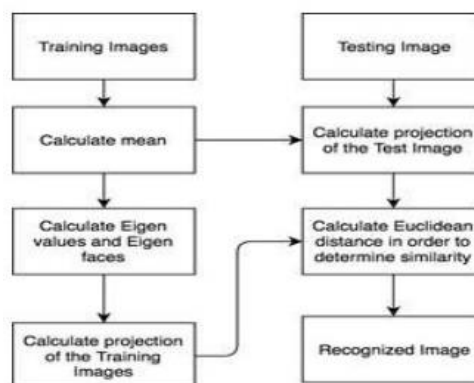 Training Images
Calculate mean
Calculate Eigen
values and Eigen
faces
Calculate projection
of the Training
Images
Testing Image
Calculate projection
of the Test Image
Calculate Euclidean
distance in order to
determine similarity
Recognized Image